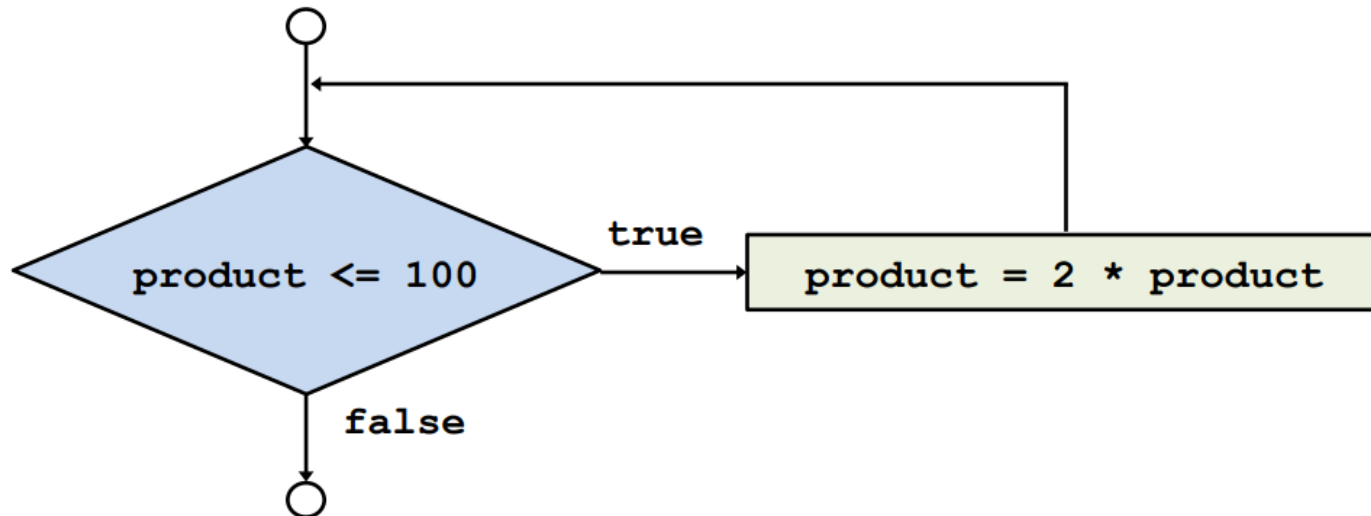 true
product <= 100
product = 2 * product
false